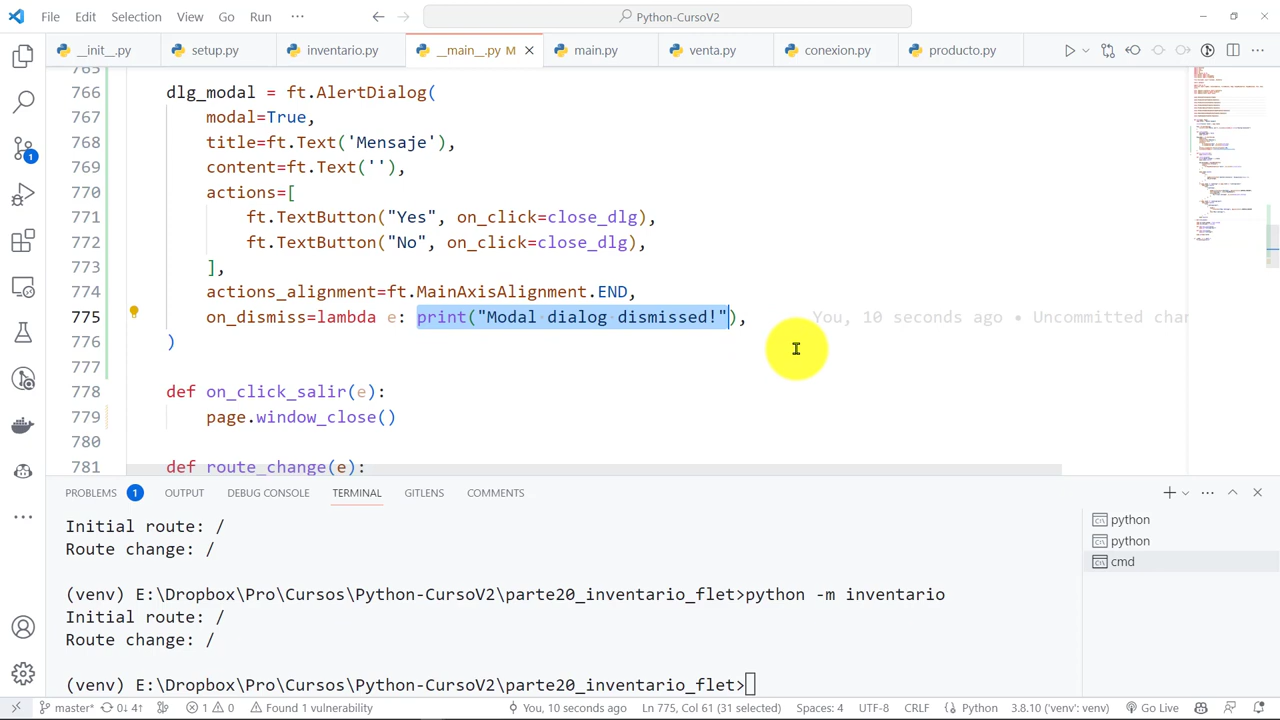 File Edit Selection View Go Run ··· Python-CursoV2
__init__.py setup.py inventario.py __main__.py M main.py venta.py conexion.py producto.py ···
765
766 dlg_modal = ft.AlertDialog(
767 modal=True,
768 title=ft.Text('Mensaje'),
769 content=ft.Text(''),
770 actions=[
771 ft.TextButton("Yes", on_click=close_dlg),
772 ft.TextButton("No", on_click=close_dlg),
773 ],
774 actions_alignment=ft.MainAxisAlignment.END,
775 on_dismiss=lambda e: print("Modal dialog dismissed!"), You, 10 seconds ago • Uncommitted char
776 )
777
778 def on_click_salir(e):
779 page.window_close()
780
781 def route_change(e):
PROBLEMS 1 OUTPUT DEBUG CONSOLE TERMINAL GITLENS COMMENTS
Initial route: /
Route change: /
(venv) E:\Dropbox\Pro\Cursos\Python-CursoV2\parte20_inventario_flet>python -m inventario
Initial route: /
Route change: /
(venv) E:\Dropbox\Pro\Cursos\Python-CursoV2\parte20_inventario_flet>
python
python
cmd
1
master* 0↓ 4↑ 1 0 Found 1 vulnerability You, 10 seconds ago Ln 775, Col 61 (31 selected) Spaces: 4 UTF-8 CRLF Python 3.8.10 ('venv': venv) Go Live